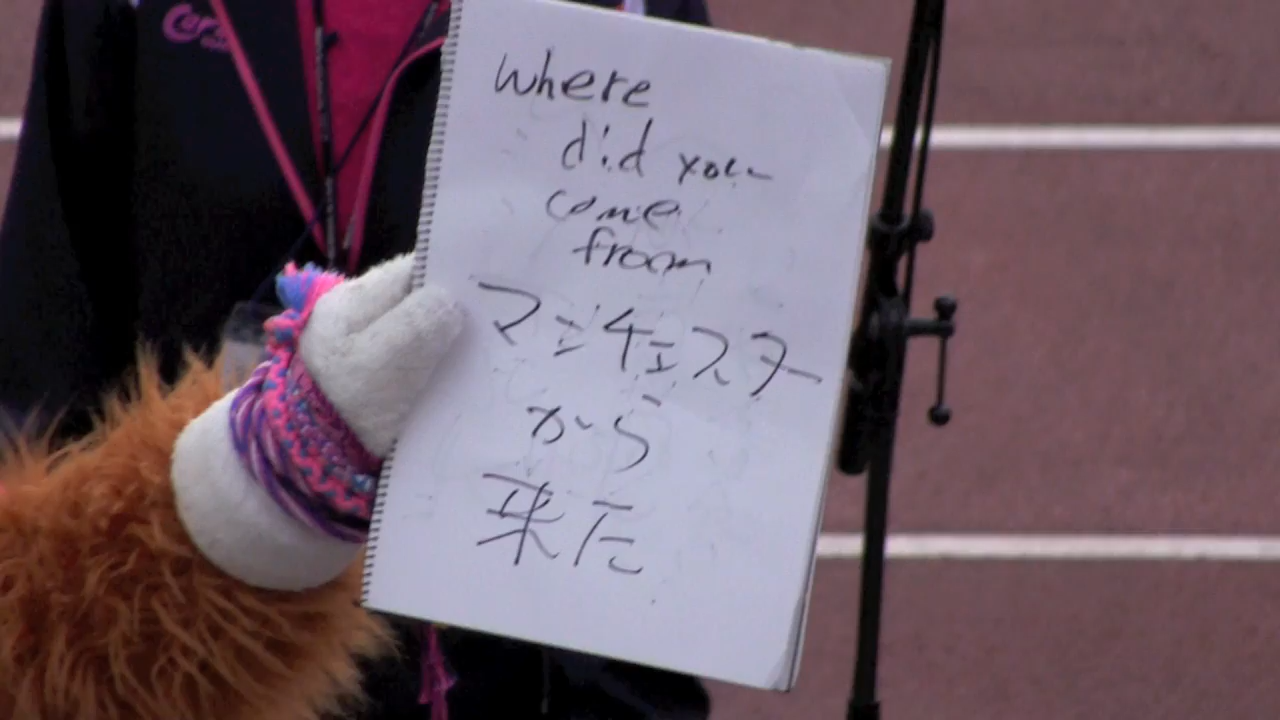 where
did you
come
from
マンチェスター
から
来た